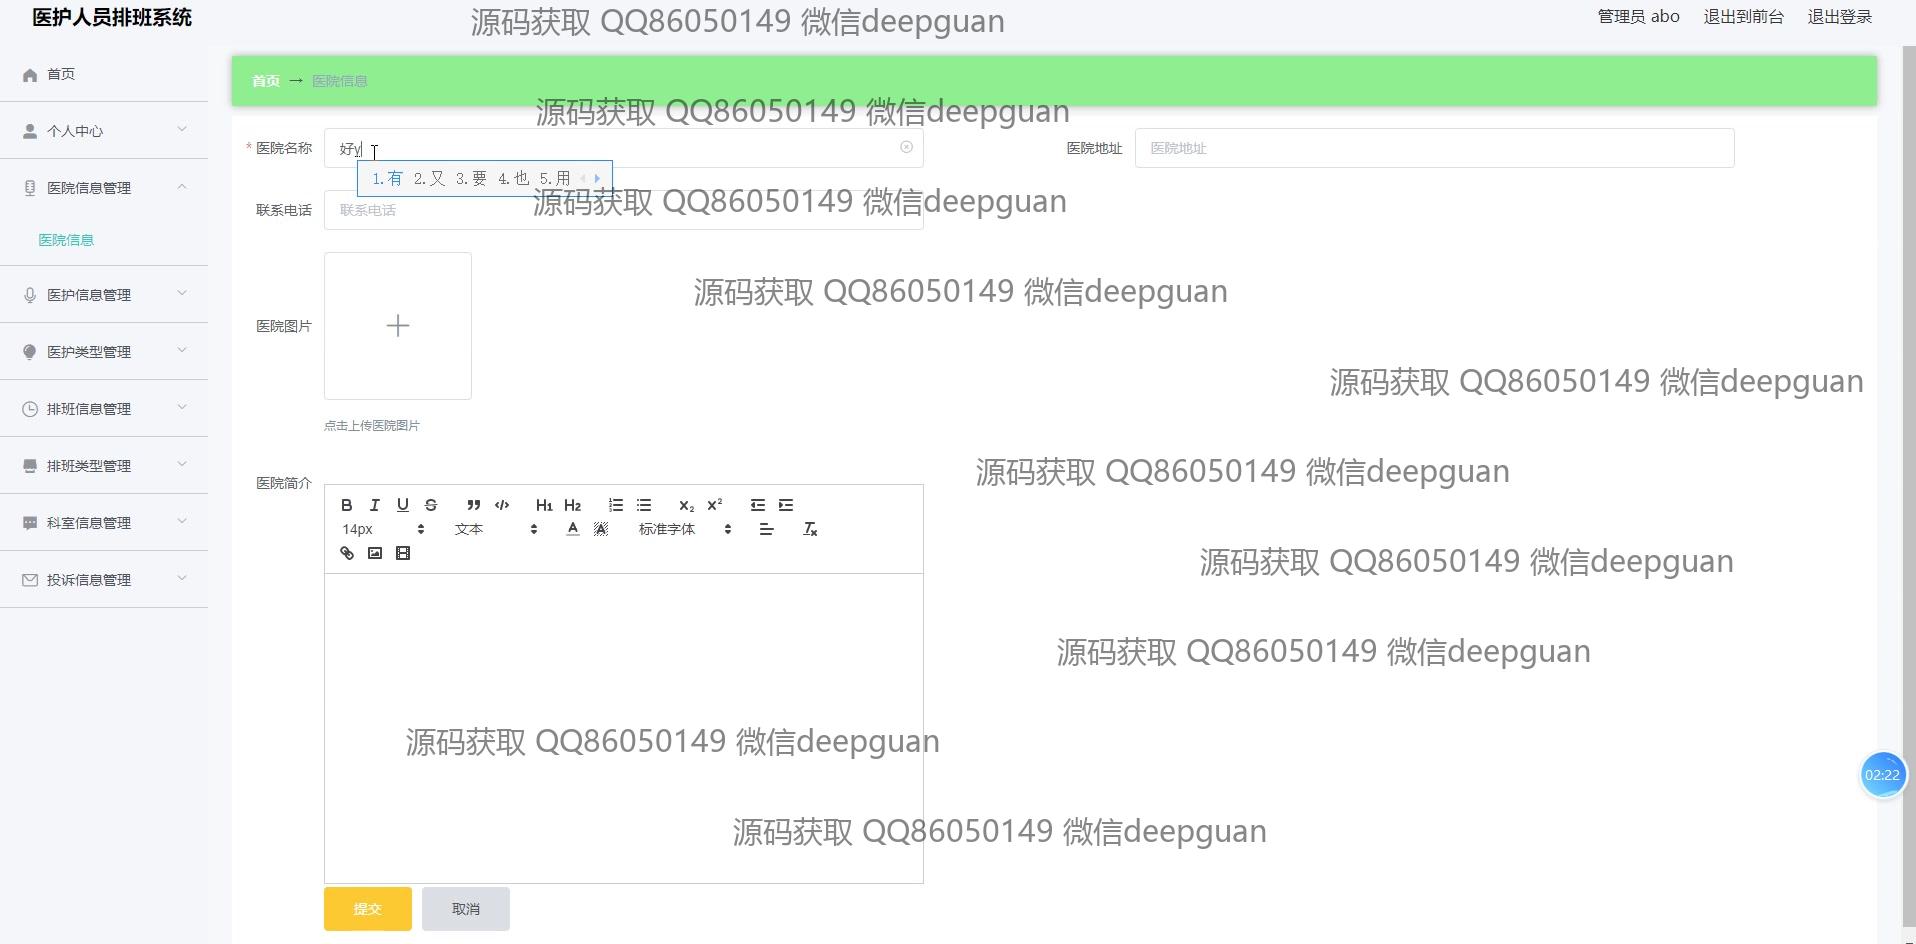 医护人员排班系统
源码获取 QQ86050149 微信deepguan
管理员 abo 退出到前台 退出登录
首页
个人中心
医院信息管理
医院信息
医护信息管理
医护类型管理
排班信息管理
排班类型管理
科室信息管理
投诉信息管理
首页 → 医院信息
源码获取 QQ86050149 微信deepguan
* 医院名称 好y
医院地址 医院地址
1.有 2.又 3.要 4.也 5.用
源码获取 QQ86050149 微信deepguan
联系电话 联系电话
源码获取 QQ86050149 微信deepguan
医院图片
源码获取 QQ86050149 微信deepguan
点击上传医院图片
源码获取 QQ86050149 微信deepguan
医院简介
B I U S H1 H2 x₂ x²
14px 文本 A A 标准字体
源码获取 QQ86050149 微信deepguan
源码获取 QQ86050149 微信deepguan
源码获取 QQ86050149 微信deepguan
02:22
源码获取 QQ86050149 微信deepguan
提交 取消